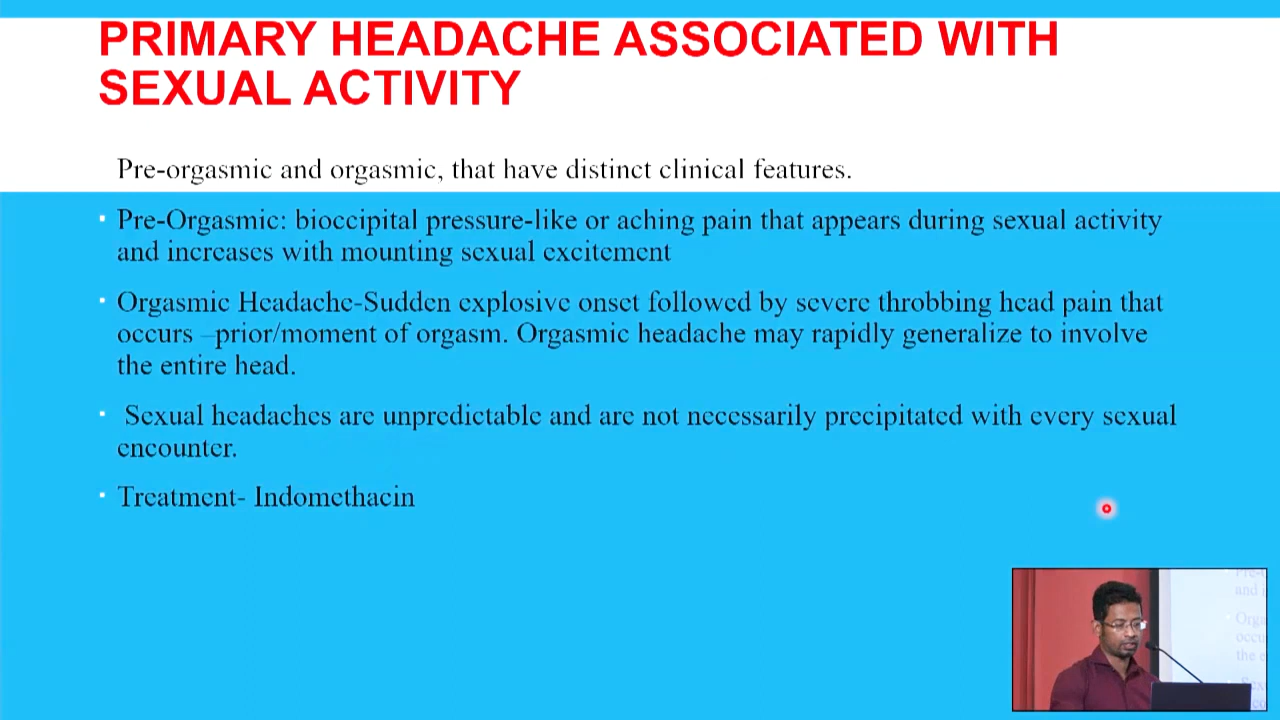 PRIMARY HEADACHE ASSOCIATED WITH
SEXUAL ACTIVITY
Pre-orgasmic and orgasmic, that have distinct clinical features.
▪ Pre-Orgasmic: bioccipital pressure-like or aching pain that appears during sexual activity
and increases with mounting sexual excitement
▪ Orgasmic Headache-Sudden explosive onset followed by severe throbbing head pain that
occurs –prior/moment of orgasm. Orgasmic headache may rapidly generalize to involve
the entire head.
▪ Sexual headaches are unpredictable and are not necessarily precipitated with every sexual
encounter.
▪ Treatment- Indomethacin